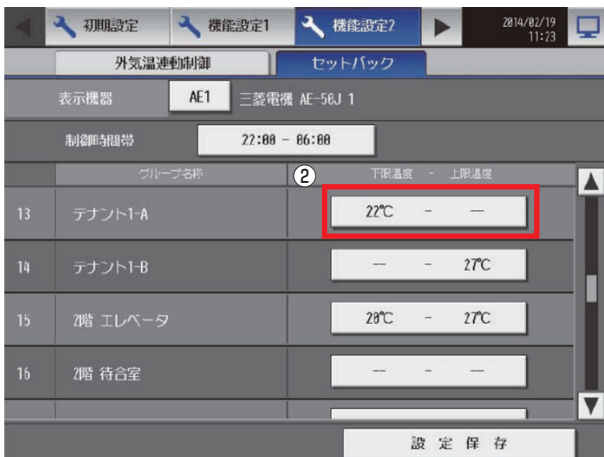 初期設定 機能設定1 機能設定2 2014/02/19
11:23
外気温連動制御 セットバック
表示機器 AE1 三菱電機 AE-50J 1
制御時間帯 22:00 - 06:00
グループ名称 ② 下限温度 - 上限温度
13 テナント1-A 22℃ - --
14 テナント1-B -- - 27℃
15 2階 エレベータ 20℃ - 27℃
16 2階 待合室 -- - --
設定保存